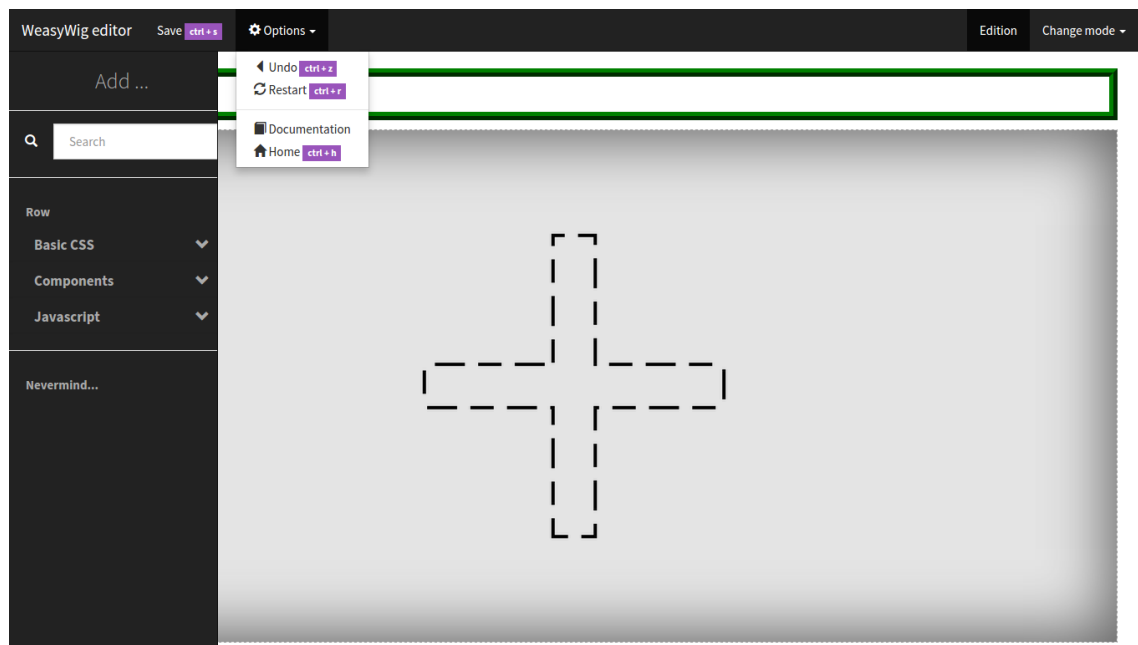 WeasyWig editor Save ctrl + s Options Edition Change mode
Undo ctrl + z
Restart ctrl + r
Documentation
Home ctrl + h
Add ...
Search
Row
Basic CSS
Components
Javascript
Nevermind...